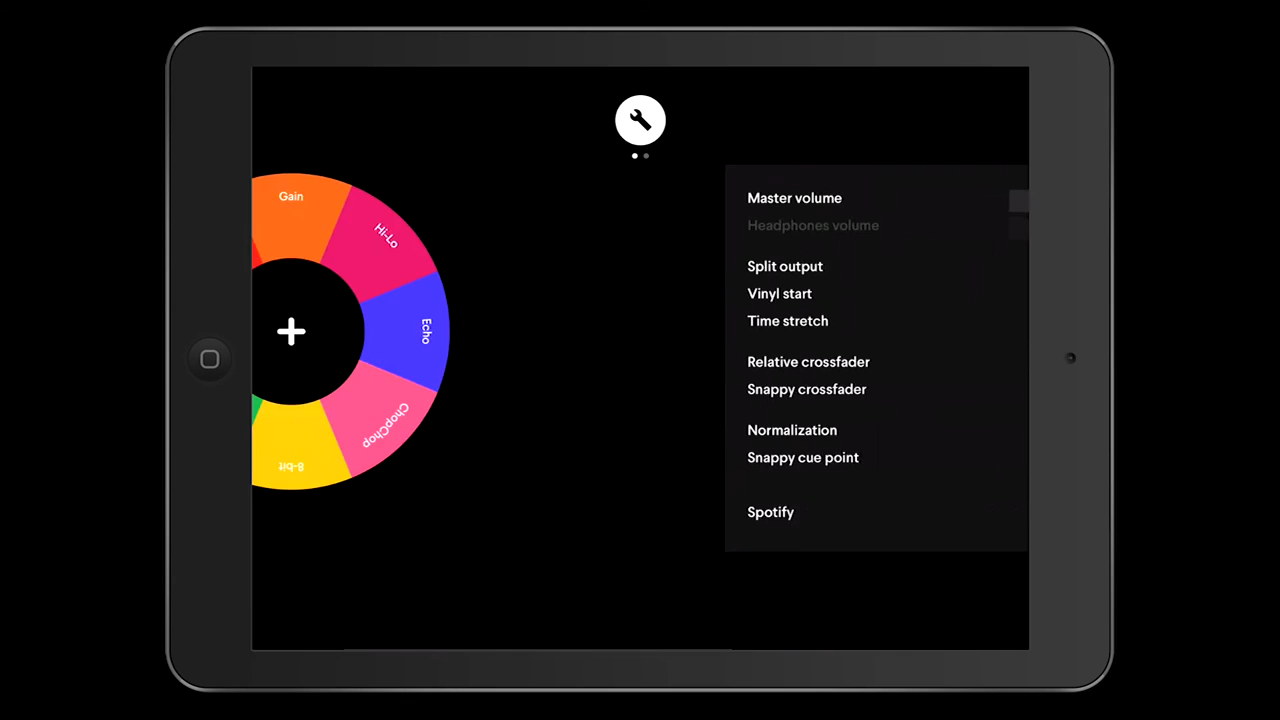 Gain
Hi-Lo
Echo
ChopChop
8-bit
Master volume
Headphones volume
Split output
Vinyl start
Time stretch
Relative crossfader
Snappy crossfader
Normalization
Snappy cue point
Spotify